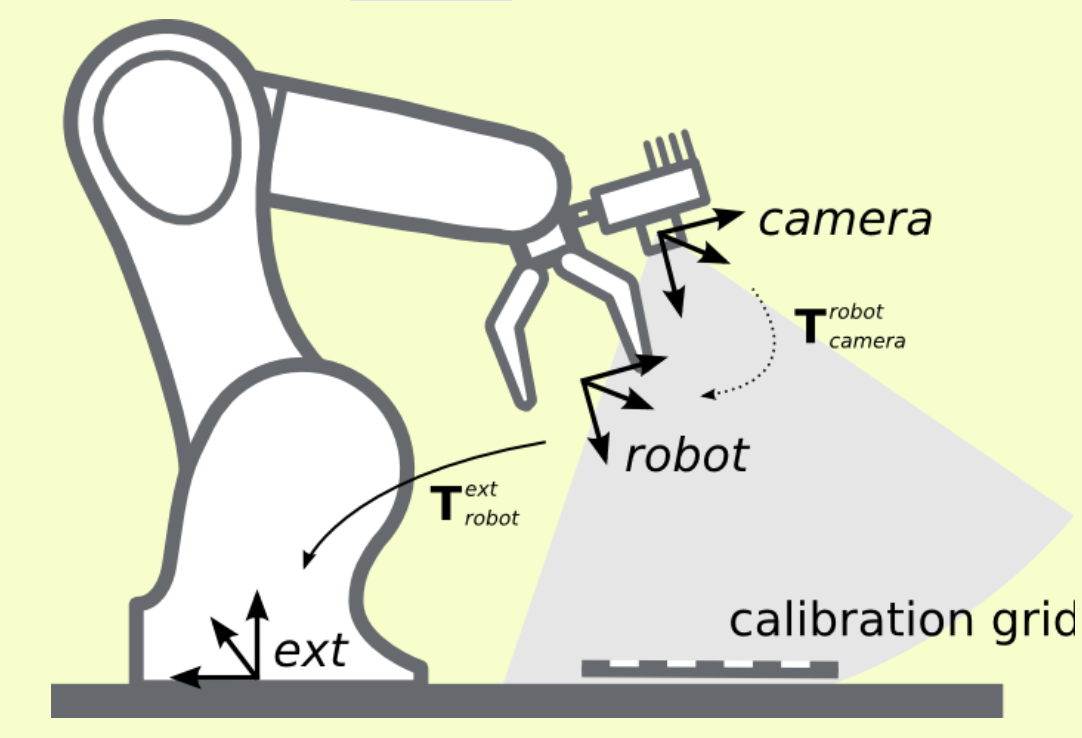 camera
T robot camera
robot
T ext robot
calibration grid
ext